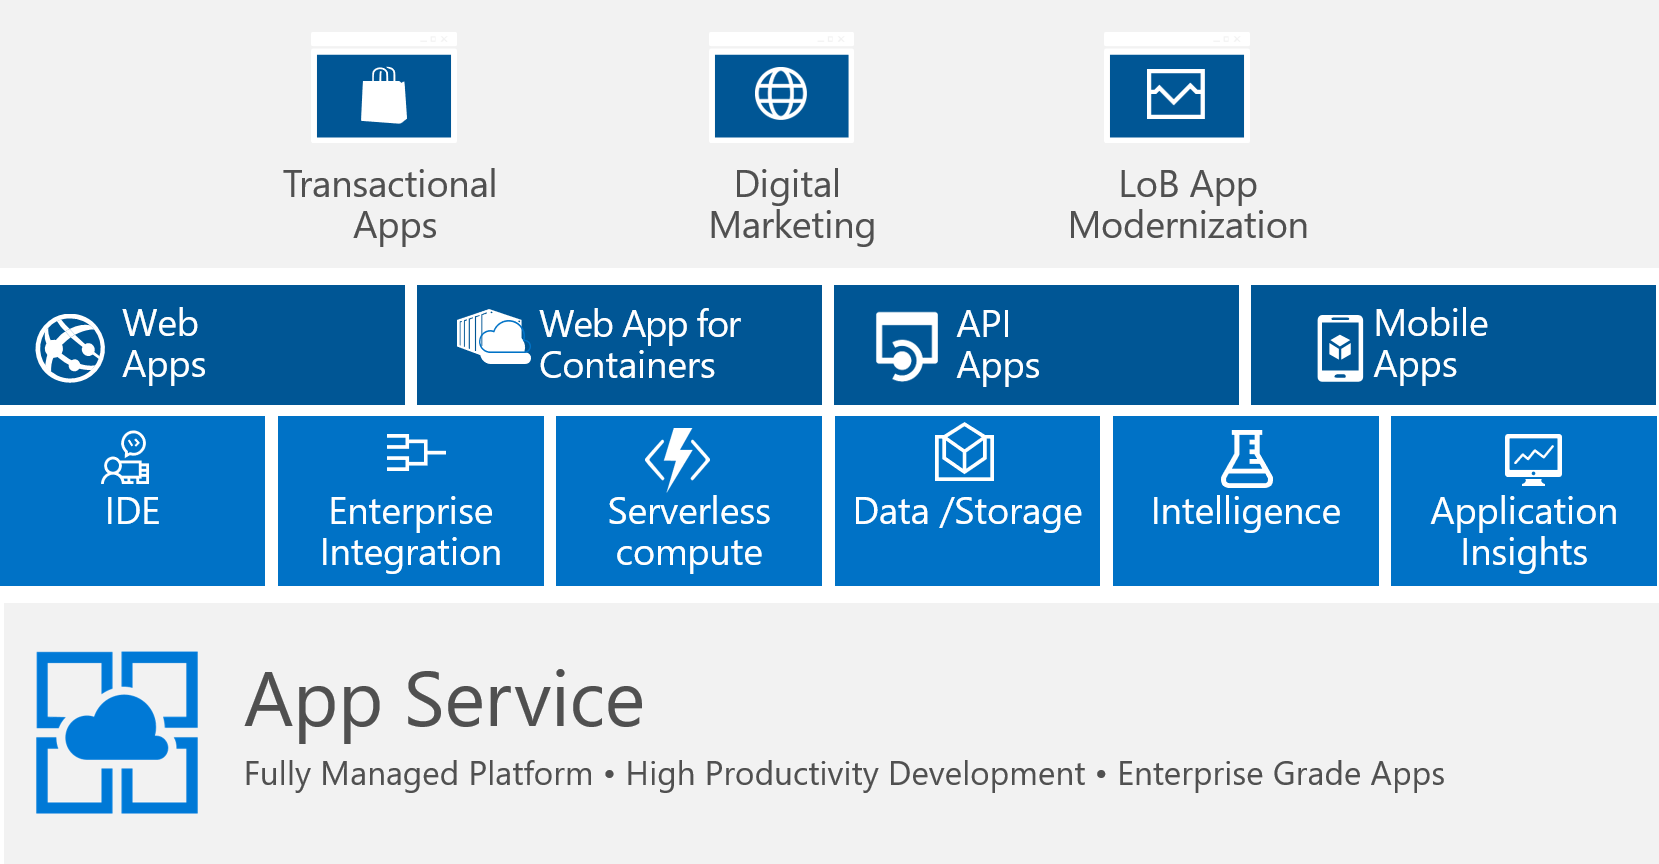 Transactional
Apps
Digital
Marketing
LoB App
Modernization
Web
Apps
Web App for
Containers
API
Apps
Mobile
Apps
IDE
Enterprise
Integration
Serverless
compute
Data /Storage
Intelligence
Application
Insights
App Service
Fully Managed Platform • High Productivity Development • Enterprise Grade Apps